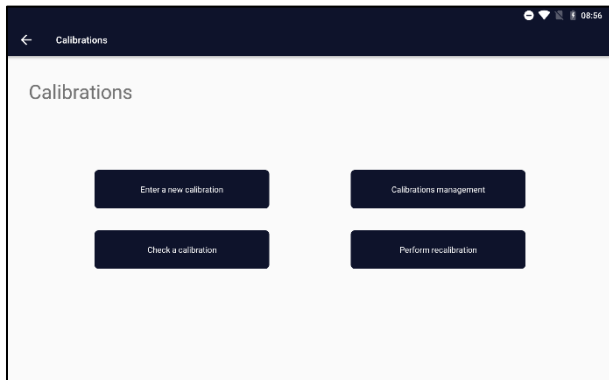 08:56
Calibrations
Calibrations
Enter a new calibration
Calibrations management
Check a calibration
Perform recalibration